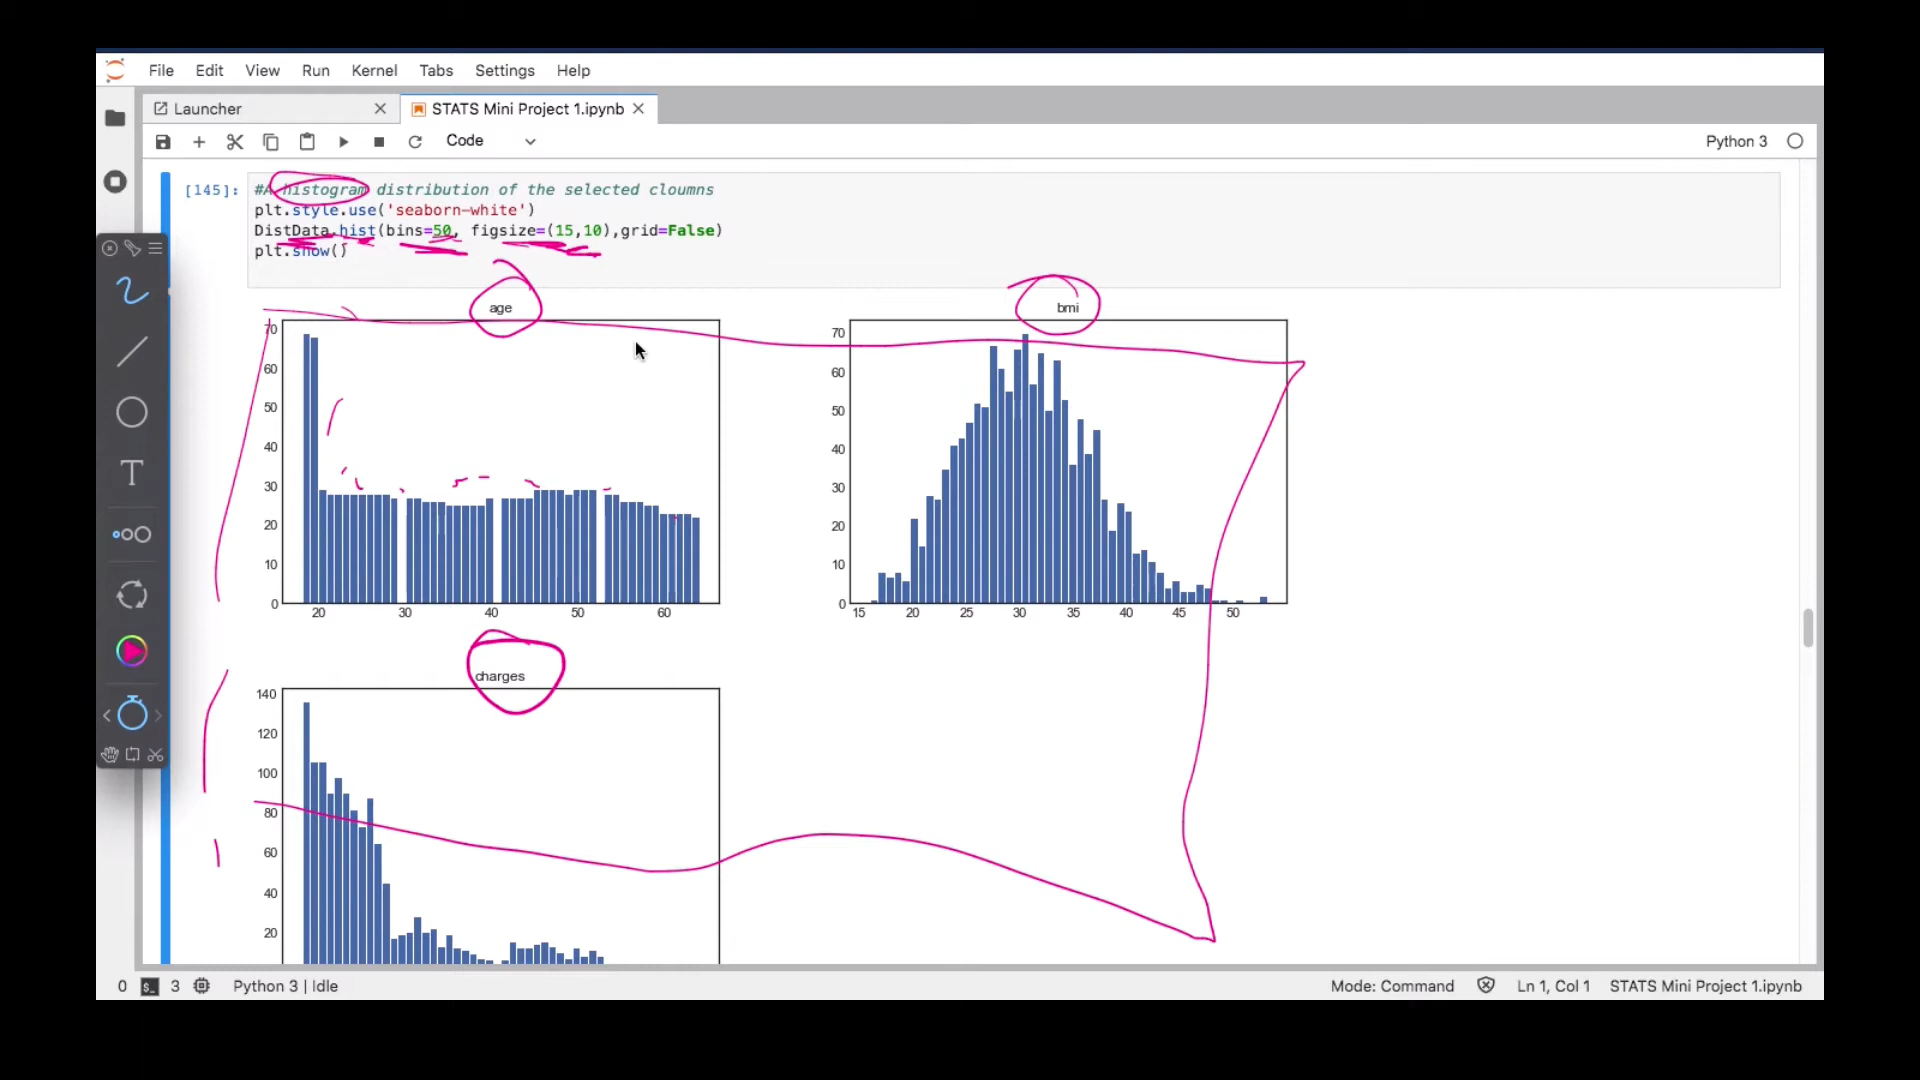 File Edit View Run Kernel Tabs Settings Help
Launcher STATS Mini Project 1.ipynb
Code Python 3
[145]: #A histogram distribution of the selected cloumns
plt.style.use('seaborn-white')
DistData.hist(bins=50, figsize=(15,10),grid=False)
plt.show()
age
70
60
50
40
30
20
10
0
20 30 40 50 60
bmi
70
60
50
40
30
20
10
0
15 20 25 30 35 40 45 50
charges
140
120
100
80
60
40
20
T
0 $_ 3 Python 3 | Idle Mode: Command Ln 1, Col 1 STATS Mini Project 1.ipynb